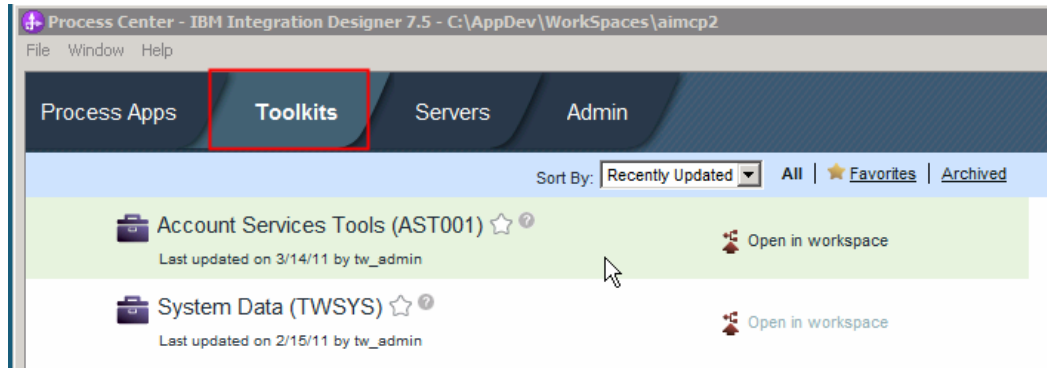 Process Center - IBM Integration Designer 7.5 - C:\AppDev\WorkSpaces\aimcp2
File Window Help
Process Apps Toolkits Servers Admin
Sort By: Recently Updated All | Favorites | Archived
Account Services Tools (AST001) ?
Open in workspace
Last updated on 3/14/11 by tw_admin
System Data (TWSYS) ?
Open in workspace
Last updated on 2/15/11 by tw_admin